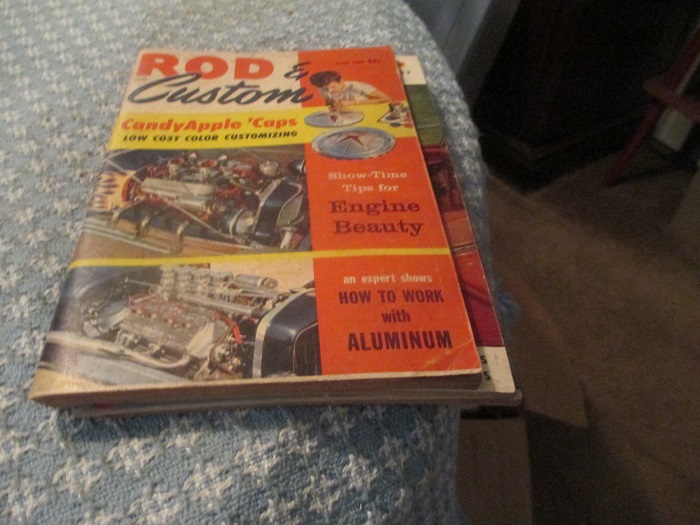 ROD &
Custom
CandyApple 'Caps
LOW COST COLOR CUSTOMIZING
Show-Time
Tips for
Engine
Beauty
an expert shows
HOW TO WORK
with
ALUMINUM